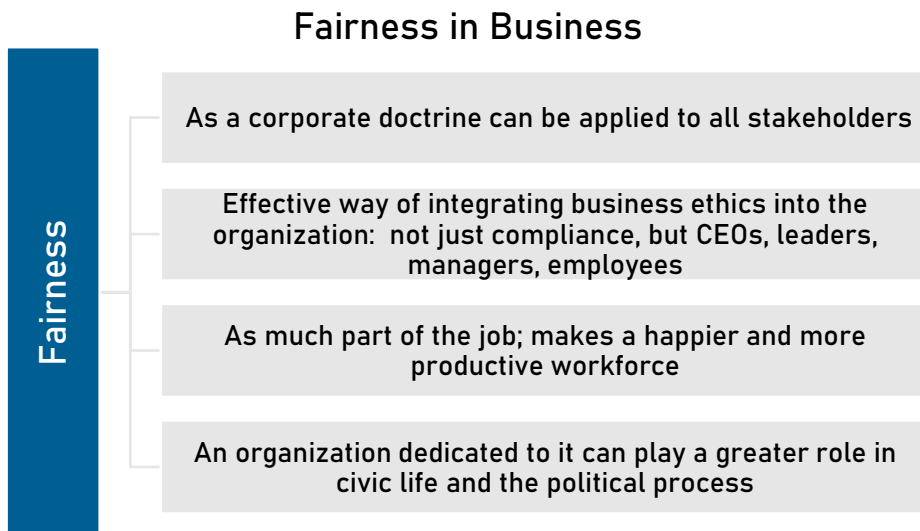 Fairness in Business
Fairness
As a corporate doctrine can be applied to all stakeholders
Effective way of integrating business ethics into the
organization:  not just compliance, but CEOs, leaders,
managers, employees
As much part of the job; makes a happier and more
productive workforce
An organization dedicated to it can play a greater role in
civic life and the political process